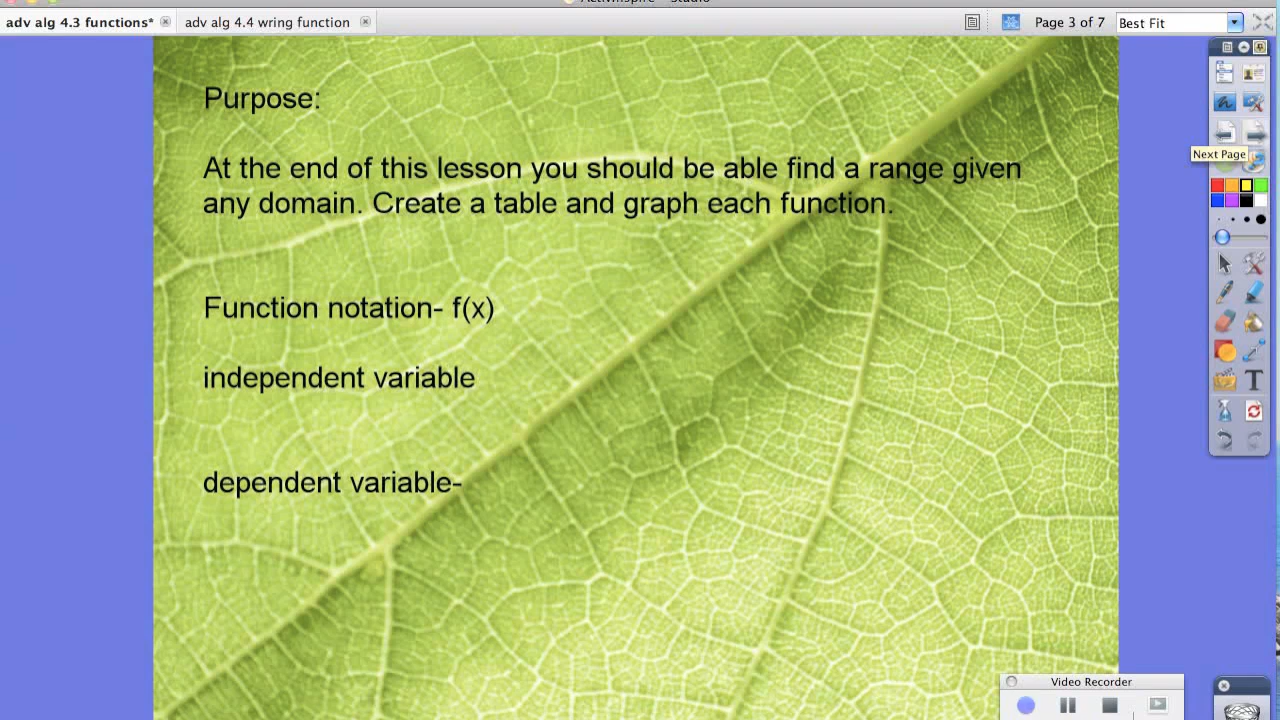 adv alg 4.3 functions*
adv alg 4.4 wring function
Page 3 of 7
Best Fit
Purpose:
Next Page
At the end of this lesson you should be able find a range given
any domain. Create a table and graph each function.
Function notation- f(x)
independent variable
dependent variable-
T
Video Recorder